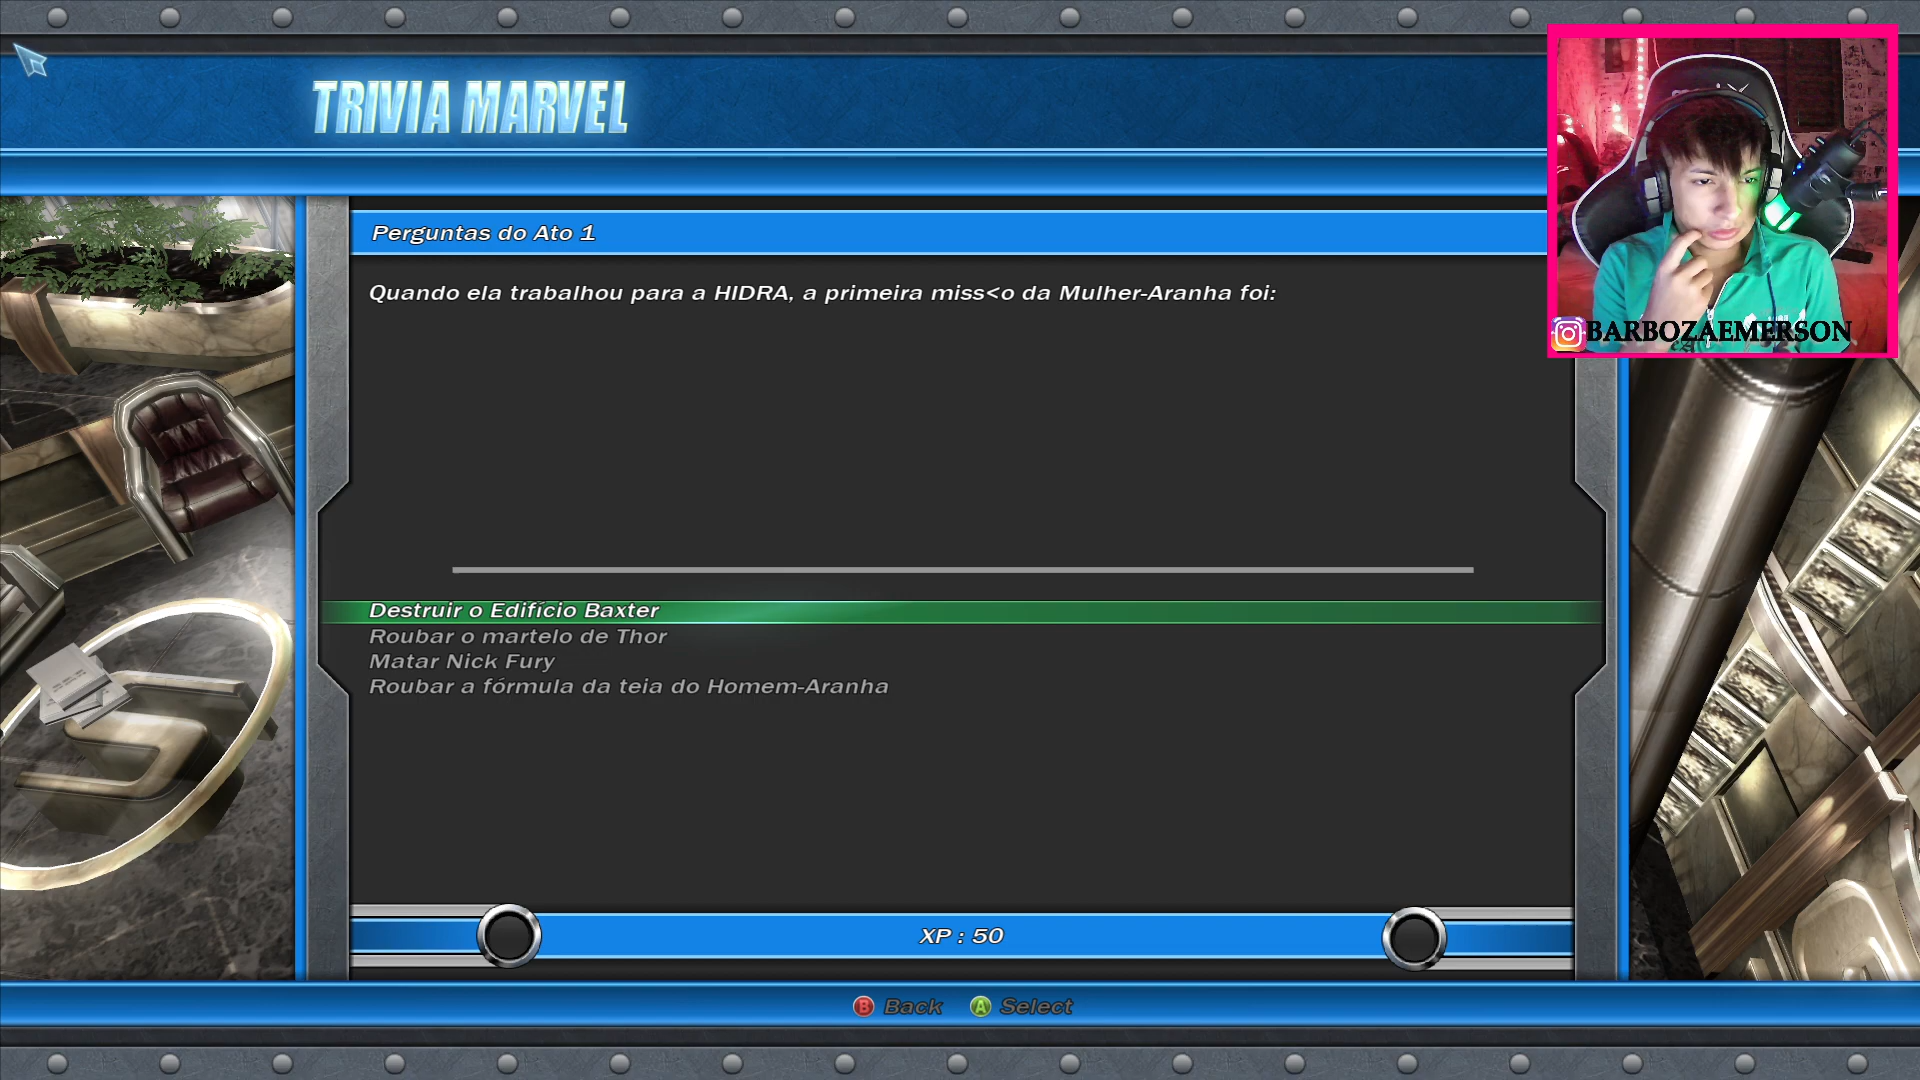 TRIVIA MARVEL
Perguntas do Ato 1
Quando ela trabalhou para a HIDRA, a primeira miss<o da Mulher-Aranha foi:
BARBOZAEMERSON
Destruir o Edifício Baxter
Roubar o martelo de Thor
Matar Nick Fury
Roubar a fórmula da teia do Homem-Aranha
XP : 50
B Back A Select